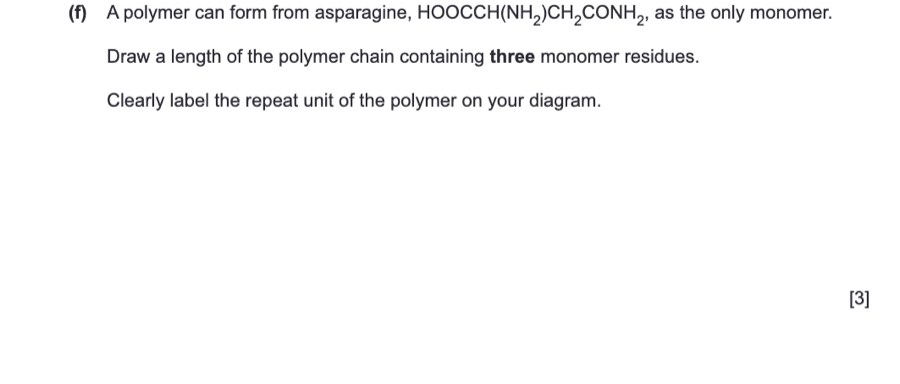 (f) A polymer can form from asparagine, HOOCCH(NH₂)CH₂CONH₂, as the only monomer.
Draw a length of the polymer chain containing three monomer residues.
Clearly label the repeat unit of the polymer on your diagram.
[3]